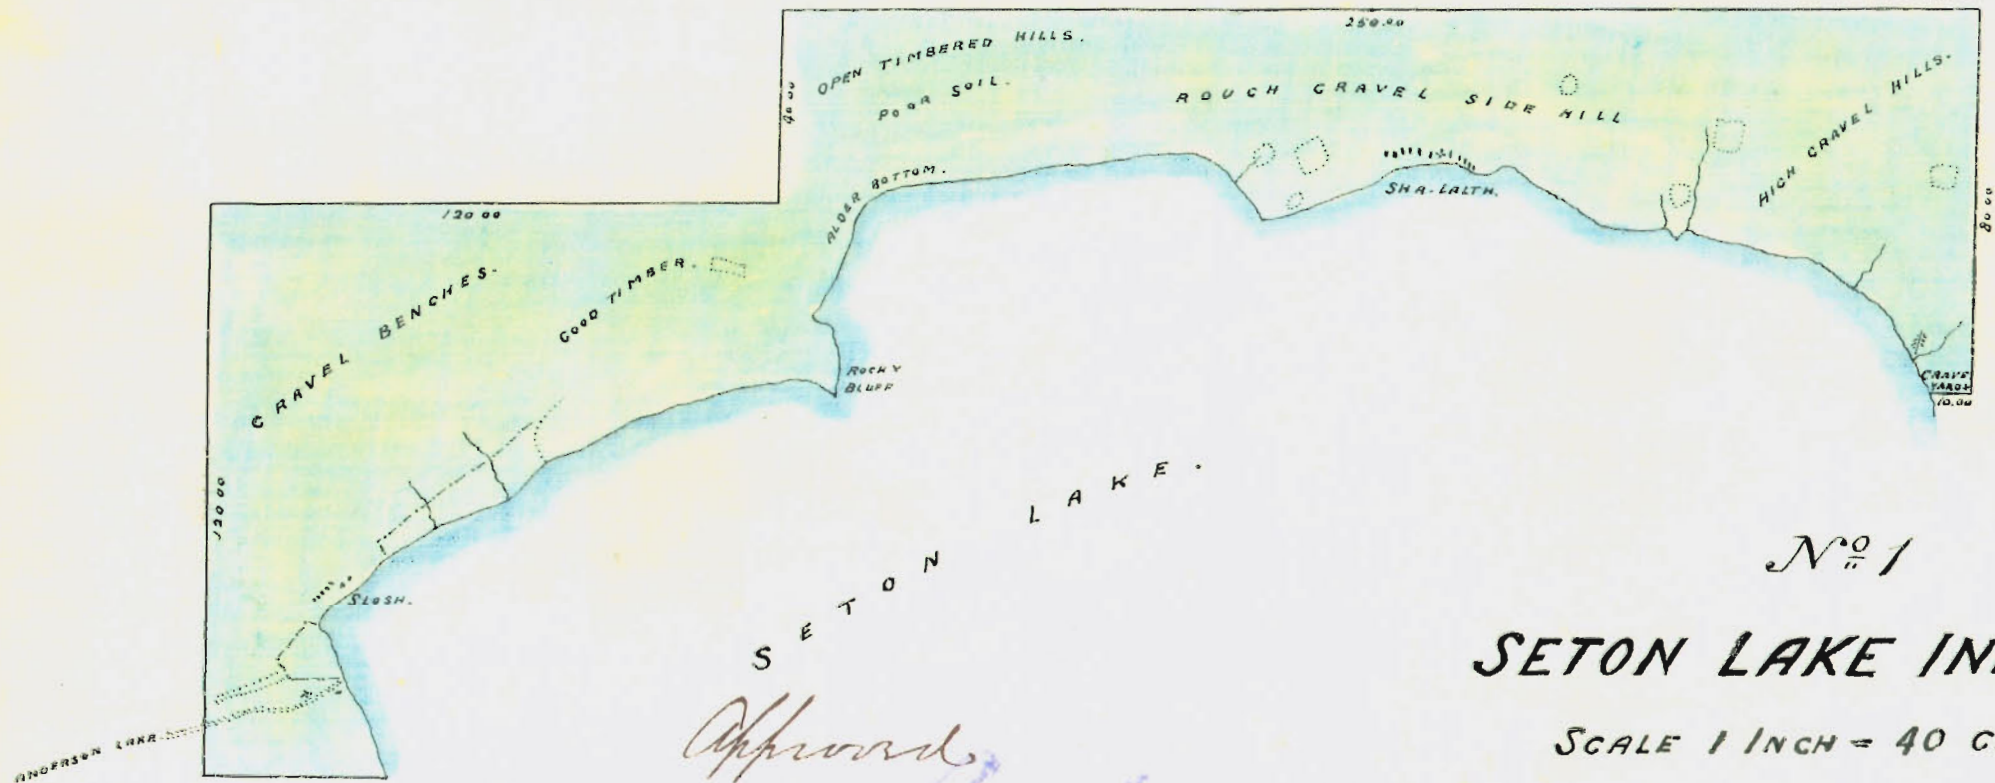 250.00
OPEN TIMBERED HILLS.
POOR SOIL.
40 00
ROUGH GRAVEL SIDE HILL
HIGH GRAVEL HILLS.
80 00
ALDER BOTTOM.
SHA-LALTH.
120 00
GRAVEL BENCHES.
GOOD TIMBER.
ROCKY
BLUFF
GRAVE
YARD
10.00
120 00
SETON LAKE.
SLOSH.
ANDERSON LAKE
Approved
Nº 1
SETON LAKE
SCALE 1 INCH = 40